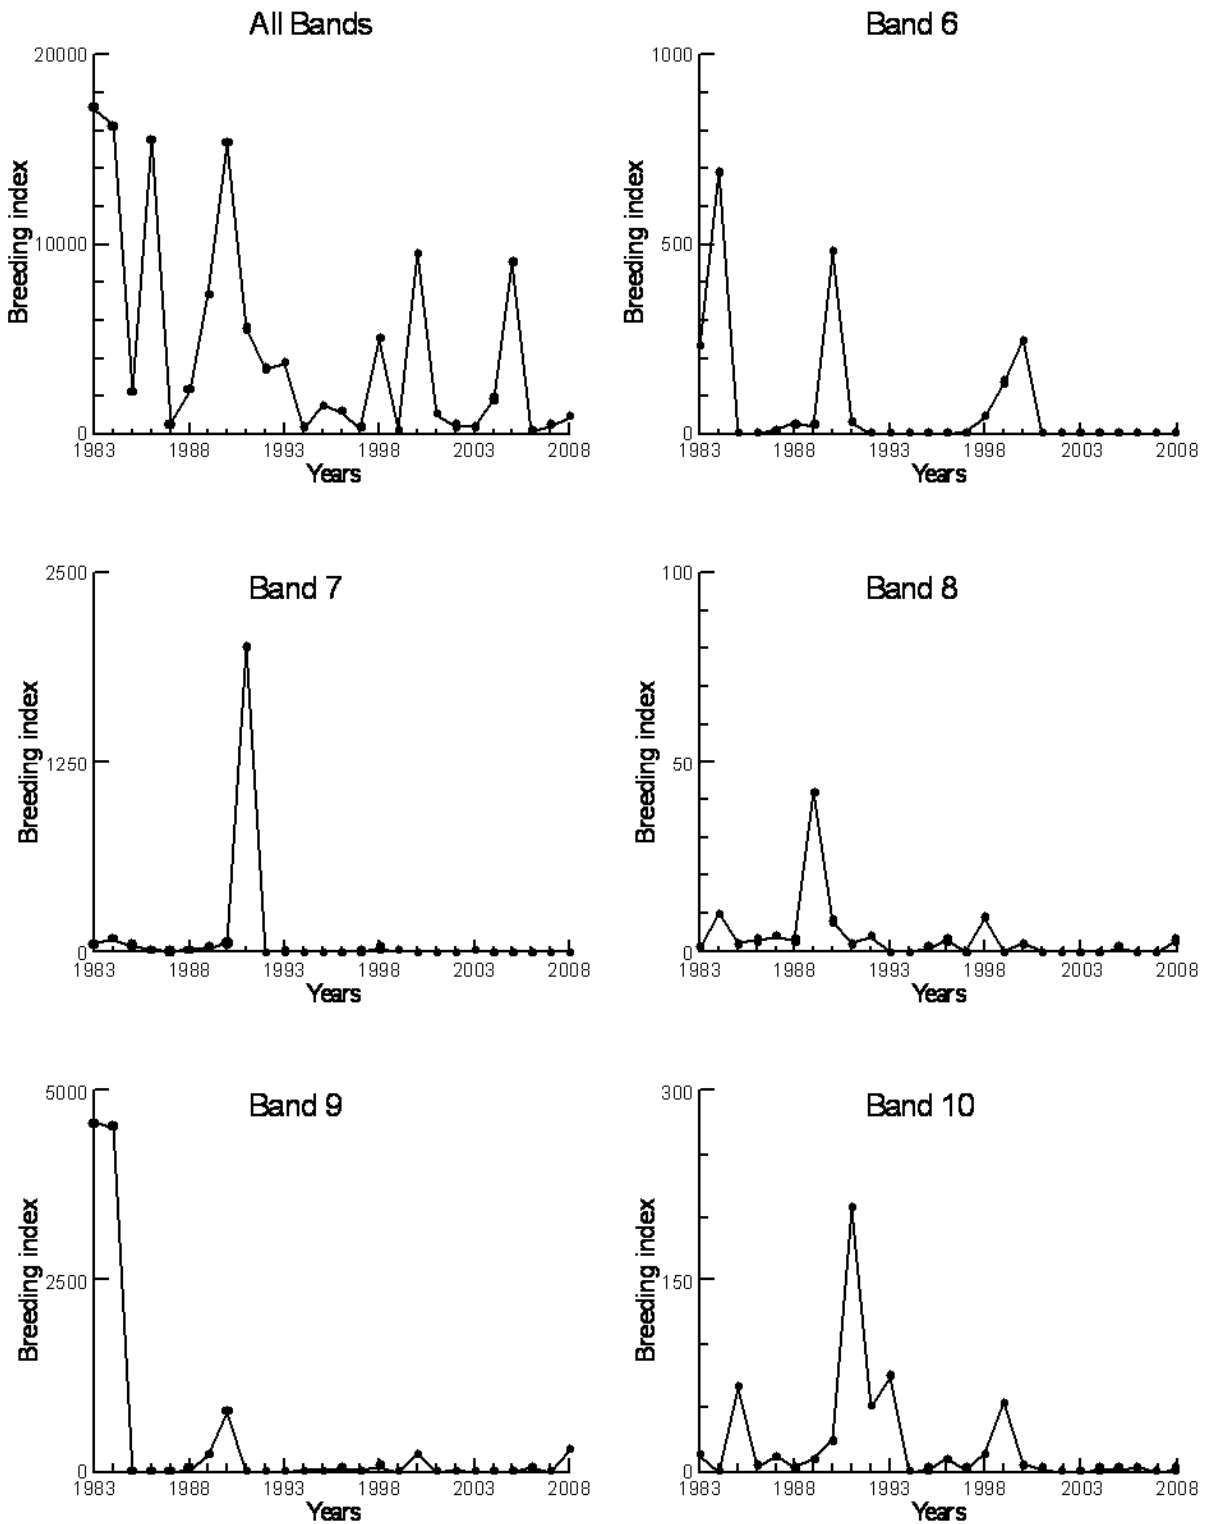 All Bands
20000
10000
0
Breeding index
1983 1988 1993 1998 2003 2008
Years
Band 6
1000
500
0
Breeding index
1983 1988 1993 1998 2003 2008
Years
Band 7
2500
1250
0
Breeding index
1983 1988 1993 1998 2003 2008
Years
Band 8
100
50
0
Breeding index
1983 1988 1993 1998 2003 2008
Years
Band 9
5000
2500
0
Breeding index
1983 1988 1993 1998 2003 2008
Years
Band 10
300
150
0
Breeding index
1983 1988 1993 1998 2003 2008
Years